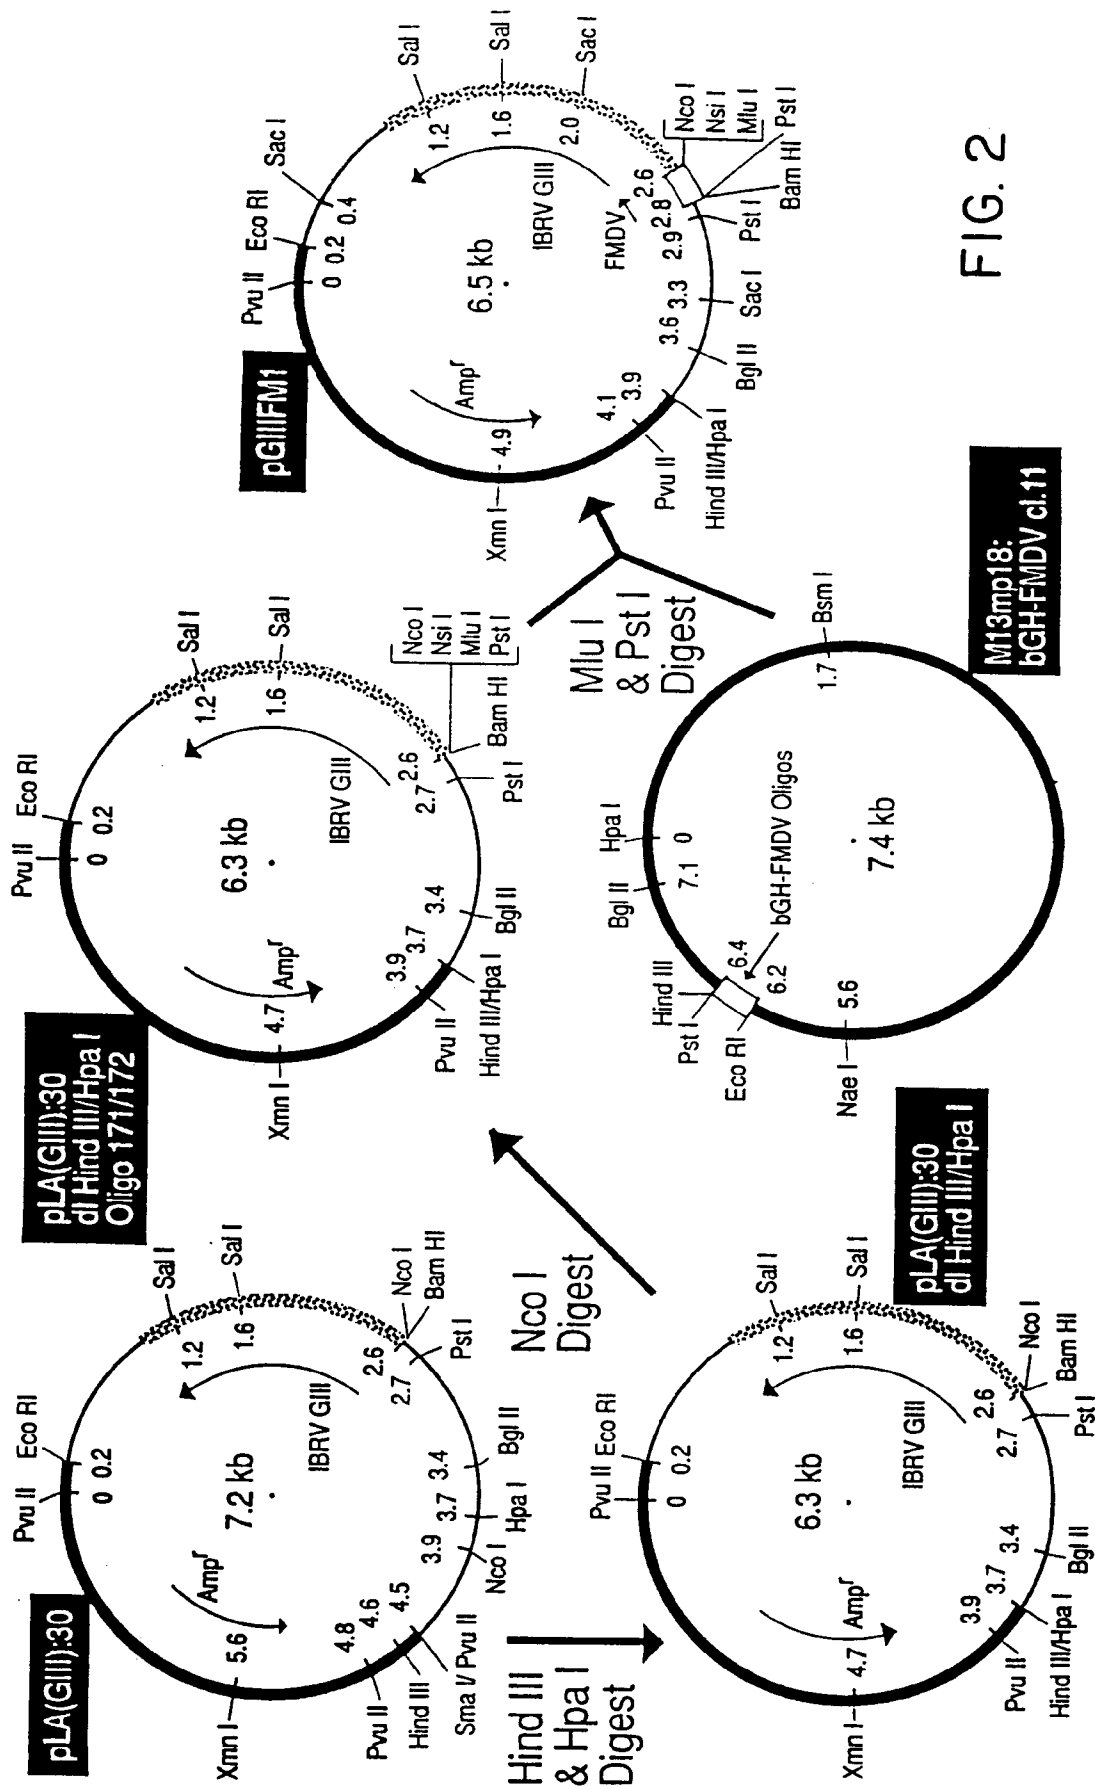 pLA(GIII):30
Pvu II
Eco RI
0
0.2
Sal I
1.2
Sal I
1.6
IBRV GIII
2.6
Nco I
Bam HI
2.7
Pst I
3.4
Bgl II
3.7
Hpa I
3.9
Nco I
4.5
Sma I/ Pvu II
4.6
Hind III
4.8
Pvu II
5.6
Xmn I
Ampr
7.2 kb
Hind III
& Hpa I
Digest
pLA(GIII):30
dl Hind III/Hpa I
Pvu II
Eco RI
0
0.2
Sal I
1.2
Sal I
1.6
IBRV GIII
2.6
Nco I
Bam HI
2.7
Pst I
3.4
Bgl II
3.7
Hind III/Hpa I
3.9
Pvu II
4.7
Xmn I
Ampr
6.3 kb
Nco I
Digest
pLA(GIII):30
dl Hind III/Hpa I
Oligo 171/172
Pvu II
Eco RI
0
0.2
Sal I
1.2
Sal I
1.6
IBRV GIII
Nco I
Nsi I
Mlu I
Pst I
2.6
Bam HI
2.7
Pst I
3.4
Bgl II
3.7
Hind III/Hpa I
3.9
Pvu II
4.7
Xmn I
Ampr
6.3 kb
M13mp18:
bGH-FMDV cl.11
Hpa I
0
Bsm I
1.7
Nae I
5.6
Eco RI
6.2
Pst I
Hind III
6.4
bGH-FMDV Oligos
Bgl II
7.1
7.4 kb
Mlu I
& Pst I
Digest
pGIIIFM1
Pvu II
Eco RI
0
0.2
Sac I
0.4
Sal I
1.2
Sal I
1.6
Sac I
2.0
IBRV GIII
FMDV
2.6
Nco I
Nsi I
Mlu I
2.8
Pst I
Bam HI
2.9
Pst I
3.3
Sac I
3.6
Bgl II
3.9
Hind III/Hpa I
4.1
Pvu II
4.9
Xmn I
Ampr
6.5 kb
FIG. 2